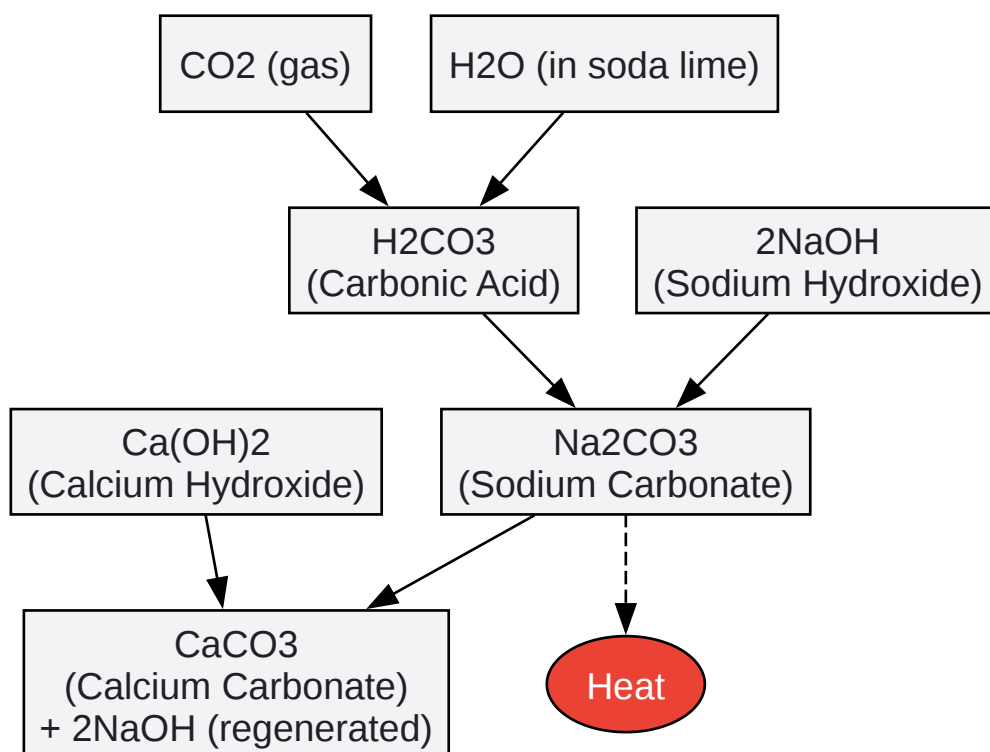 CO2 (gas)
H2O (in soda lime)
H2CO3
(Carbonic Acid)
2NaOH
(Sodium Hydroxide)
Ca(OH)2
(Calcium Hydroxide)
Na2CO3
(Sodium Carbonate)
CaCO3
(Calcium Carbonate)
+ 2NaOH (regenerated)
Heat